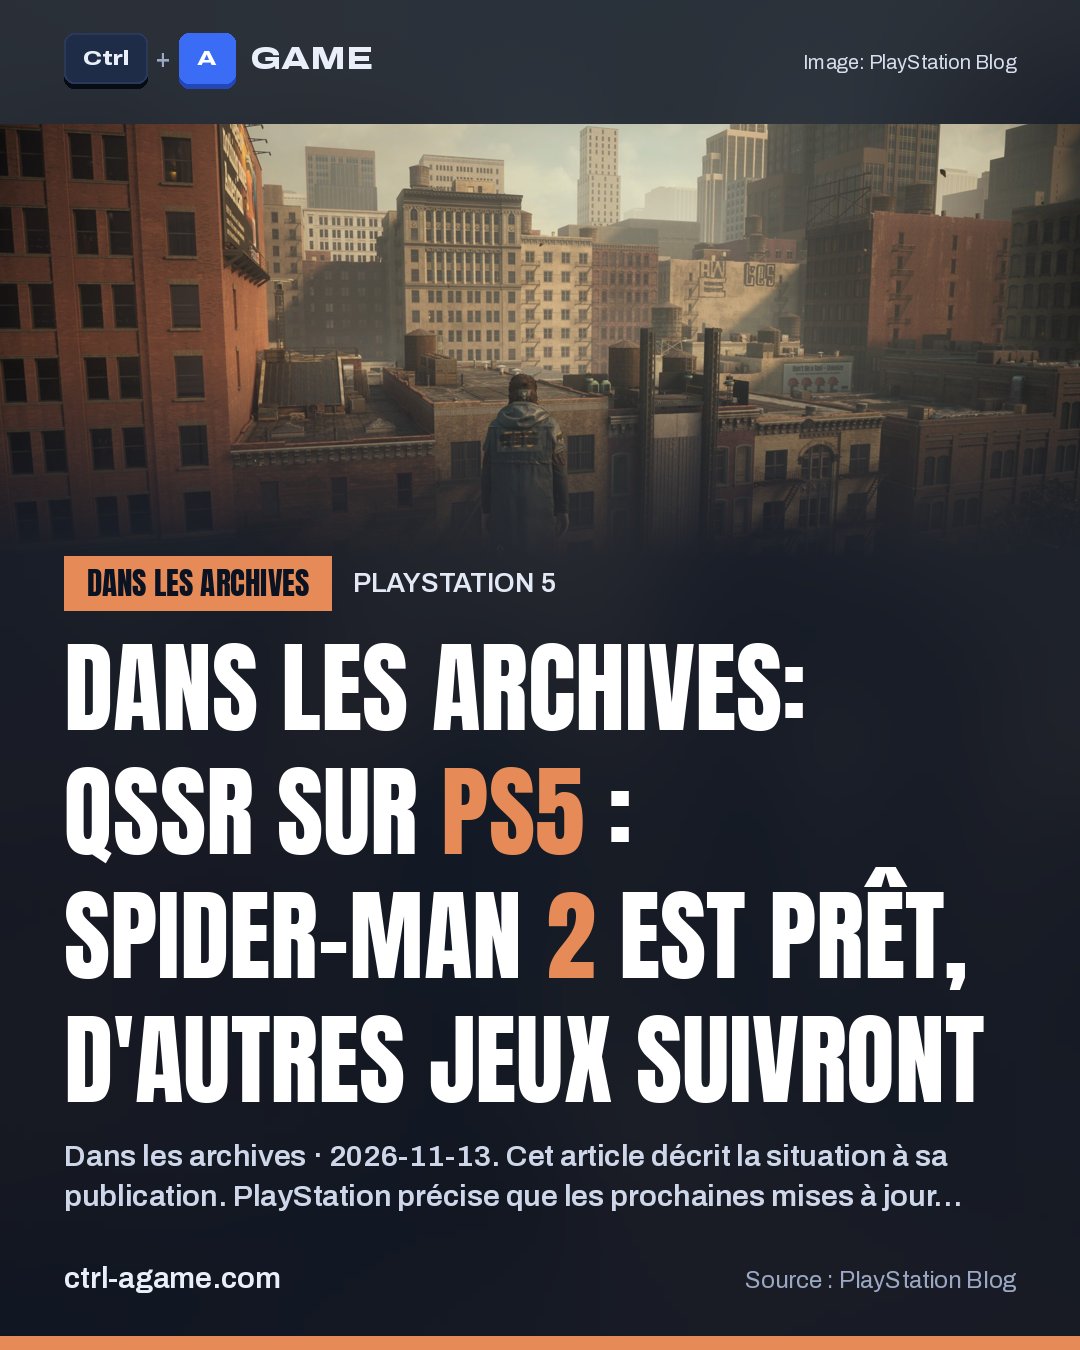 Ctrl + A GAME
Image: PlayStation Blog
DANS LES ARCHIVES
PLAYSTATION 5
DANS LES ARCHIVES:
QSSR SUR PS5 :
SPIDER-MAN 2 EST PRÊT,
D'AUTRES JEUX SUIVRONT
Dans les archives · 2026-11-13. Cet article décrit la situation à sa
publication. PlayStation précise que les prochaines mises à jour...
ctrl-agame.com
Source : PlayStation Blog